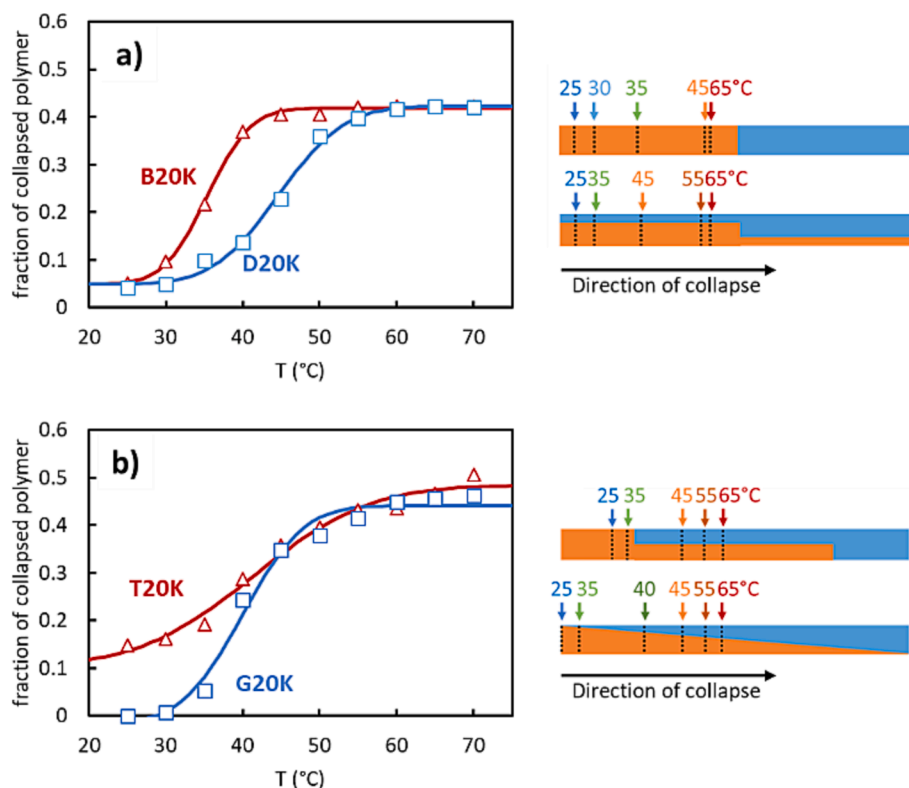 a)
fraction of collapsed polymer
0.6
0.5
0.4
0.3
0.2
0.1
0
B20K
D20K
20 30 40 50 60 70
T (°C)
25 30 35 45 65°C
25 35 45 55 65°C
Direction of collapse
b)
fraction of collapsed polymer
0.6
0.5
0.4
0.3
0.2
0.1
0
T20K
G20K
20 30 40 50 60 70
T (°C)
25 35 45 55 65°C
25 35 40 45 55 65°C
Direction of collapse